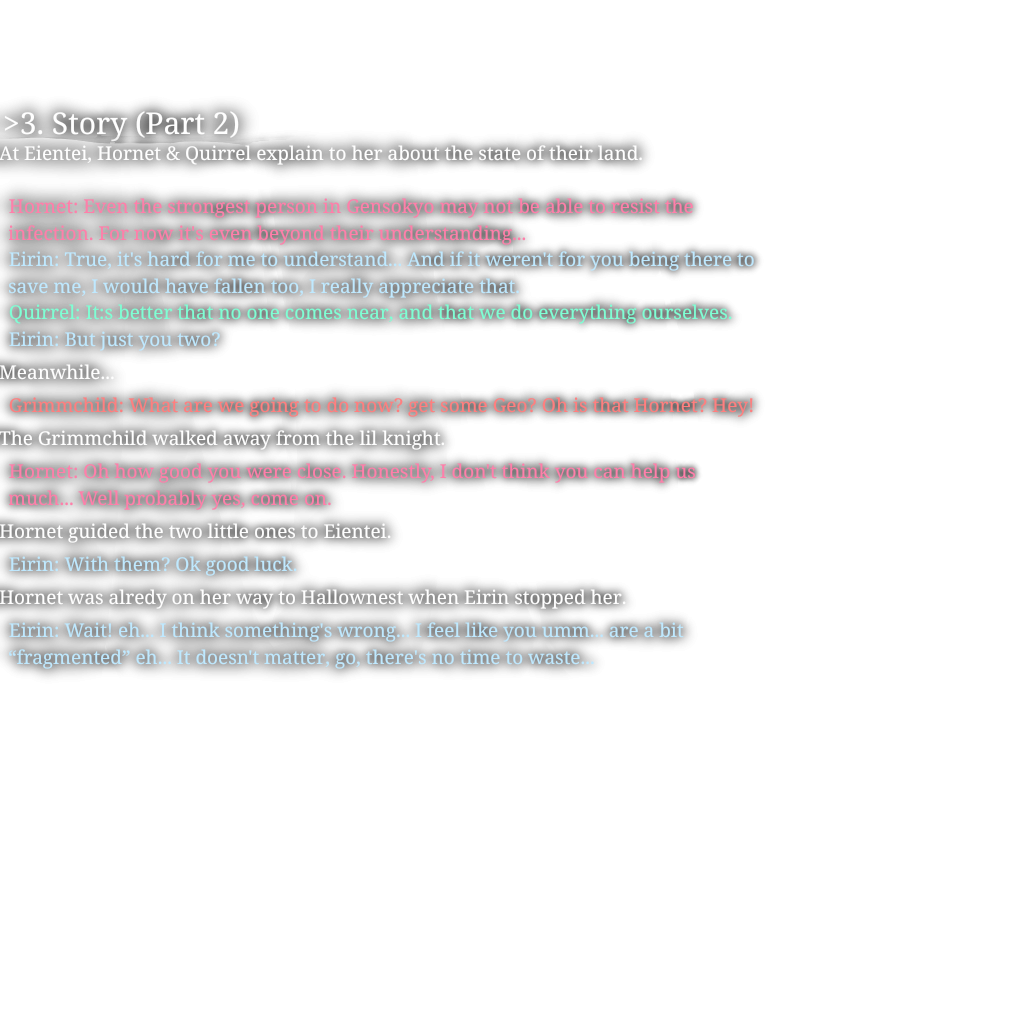 >3. Story (Part 2)
At Eientei, Hornet & Quirrel explain to her about the state of their land.
Hornet: Even the strongest person in Gensokyo may not be able to resist the
infection. For now it's even beyond their understanding...
Eirin: True, it's hard for me to understand... And if it weren't for you being there to
save me, I would have fallen too, I really appreciate that.
Quirrel: It's better that no one comes near, and that we do everything ourselves.
Eirin: But just you two?
Meanwhile...
Grimmchild: What are we going to do now? get some Geo? Oh is that Hornet? Hey!
The Grimmchild walked away from the lil knight.
Hornet: Oh how good you were close. Honestly, I don't think you can help us
much... Well probably yes, come on.
Hornet guided the two little ones to Eientei.
Eirin: With them? Ok good luck.
Hornet was alredy on her way to Hallownest when Eirin stopped her.
Eirin: Wait! eh... I think something's wrong... I feel like you umm... are a bit
“fragmented” eh... It doesn't matter, go, there's no time to waste...